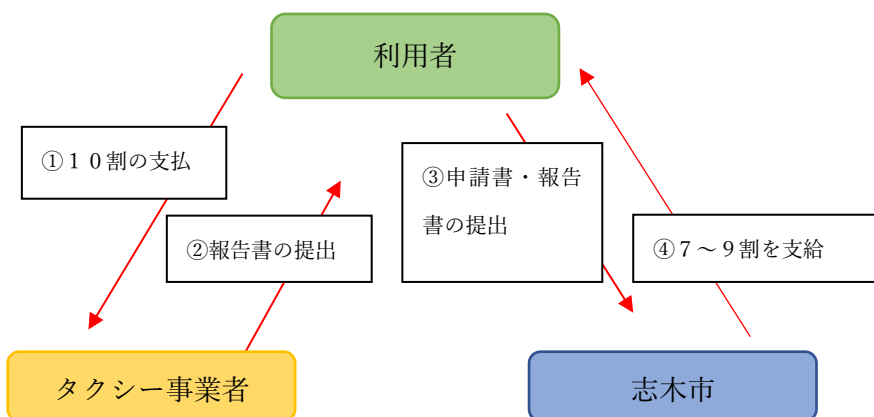 利用者
①１０割の支払
③申請書・報告
書の提出
②報告書の提出
④７～９割を支給
タクシー事業者
志木市